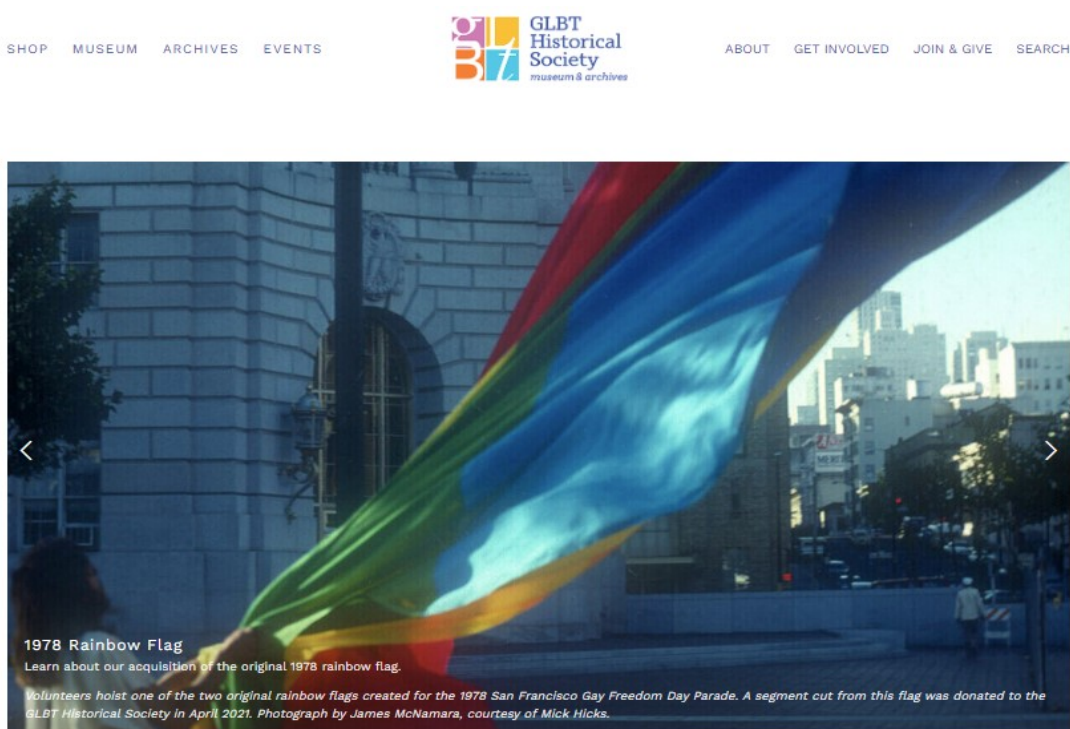 SHOP MUSEUM ARCHIVES EVENTS
gLBt
GLBT
Historical
Society
museum & archives
ABOUT GET INVOLVED JOIN & GIVE SEARCH
1978 Rainbow Flag
Learn about our acquisition of the original 1978 rainbow flag.
Volunteers hoist one of the two original rainbow flags created for the 1978 San Francisco Gay Freedom Day Parade. A segment cut from this flag was donated to the
GLBT Historical Society in April 2021. Photograph by James McNamara, courtesy of Mick Hicks.